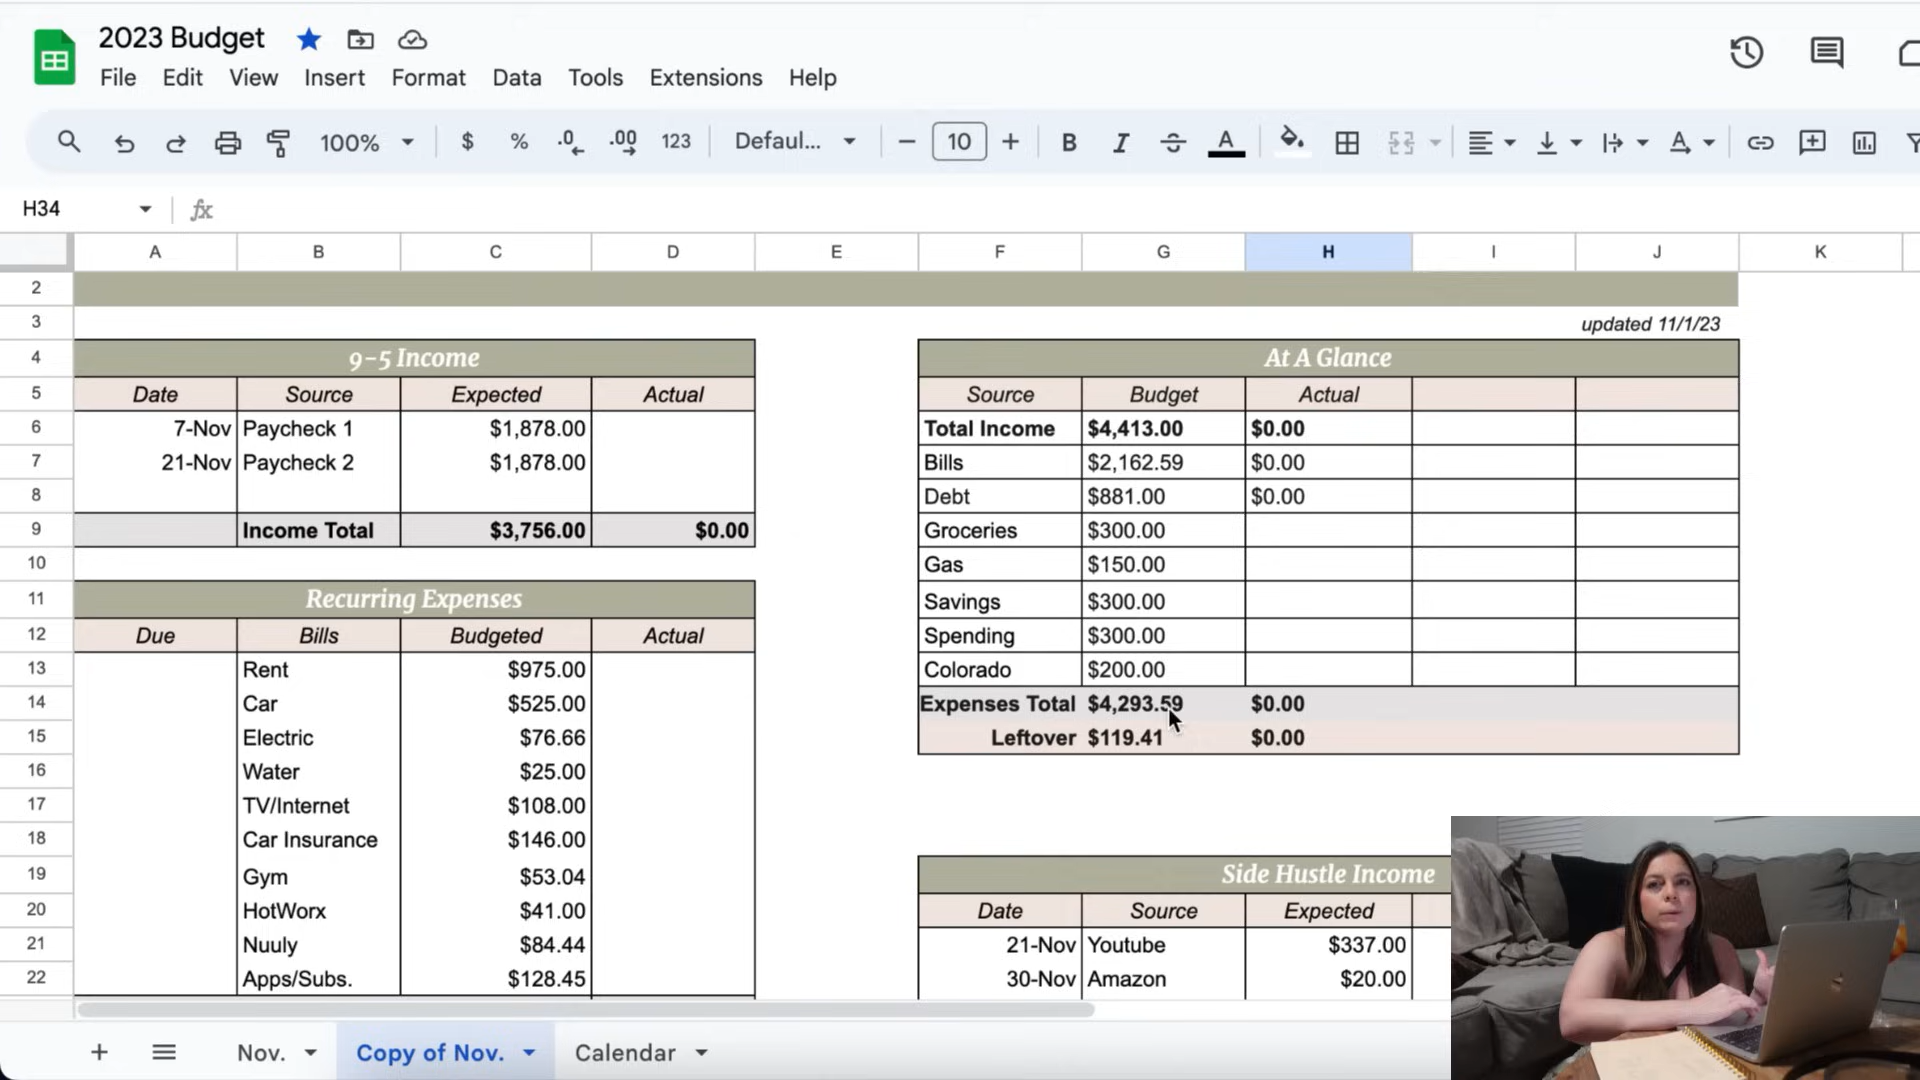 2023 Budget
File Edit View Insert Format Data Tools Extensions Help
100% $ % .0 .00 123 Defaul... 10 B I A
H34 fx
A B C D E F G H I J K
2
3 updated 11/1/23
4 9-5 Income At A Glance
5 Date Source Expected Actual Source Budget Actual
6 7-Nov Paycheck 1 $1,878.00 Total Income $4,413.00 $0.00
7 21-Nov Paycheck 2 $1,878.00 Bills $2,162.59 $0.00
8 Debt $881.00 $0.00
9 Income Total $3,756.00 $0.00 Groceries $300.00
10 Gas $150.00
11 Recurring Expenses Savings $300.00
12 Due Bills Budgeted Actual Spending $300.00
13 Rent $975.00 Colorado $200.00
14 Car $525.00 Expenses Total $4,293.59 $0.00
15 Electric $76.66 Leftover $119.41 $0.00
16 Water $25.00
17 TV/Internet $108.00
18 Car Insurance $146.00
19 Gym $53.04 Side Hustle Income
20 HotWorx $41.00 Date Source Expected
21 Nuuly $84.44 21-Nov Youtube $337.00
22 Apps/Subs. $128.45 30-Nov Amazon $20.00
Nov. Copy of Nov. Calendar